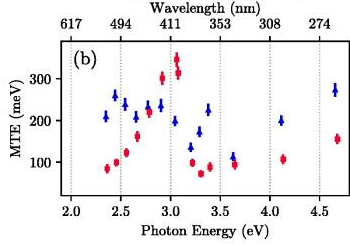 Wavelength (nm)
617 494 411 353 308 274
(b)
300
200
100
MTE (meV)
2.0 2.5 3.0 3.5 4.0 4.5
Photon Energy (eV)